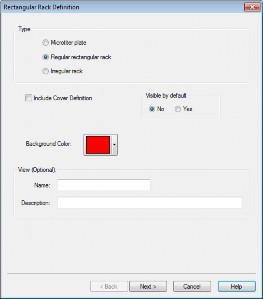 Rectangular Rack Definition
Type
Microtiter plate
Regular rectangular rack
Irregular rack
Include Cover Definition
Visible by default
No
Yes
Background Color:
View (Optional)
Name:
Description:
< Back
Next >
Cancel
Help